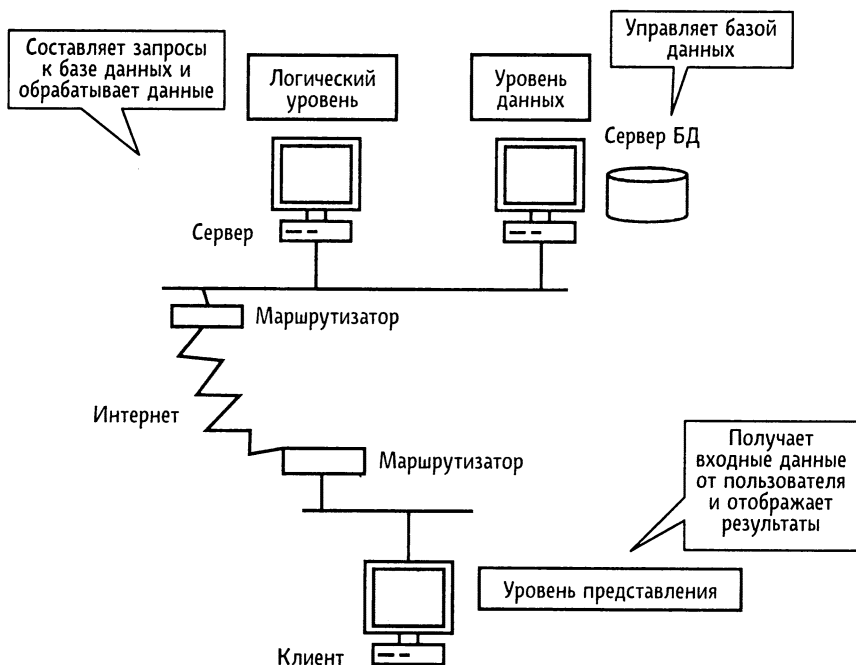 Составляет запросы
к базе данных и
обрабатывает данные
Логический
уровень
Уровень
данных
Управляет базой
данных
Сервер БД
Сервер
Маршрутизатор
Интернет
Маршрутизатор
Получает
входные данные
от пользователя
и отображает
результаты
Уровень представления
Клиент